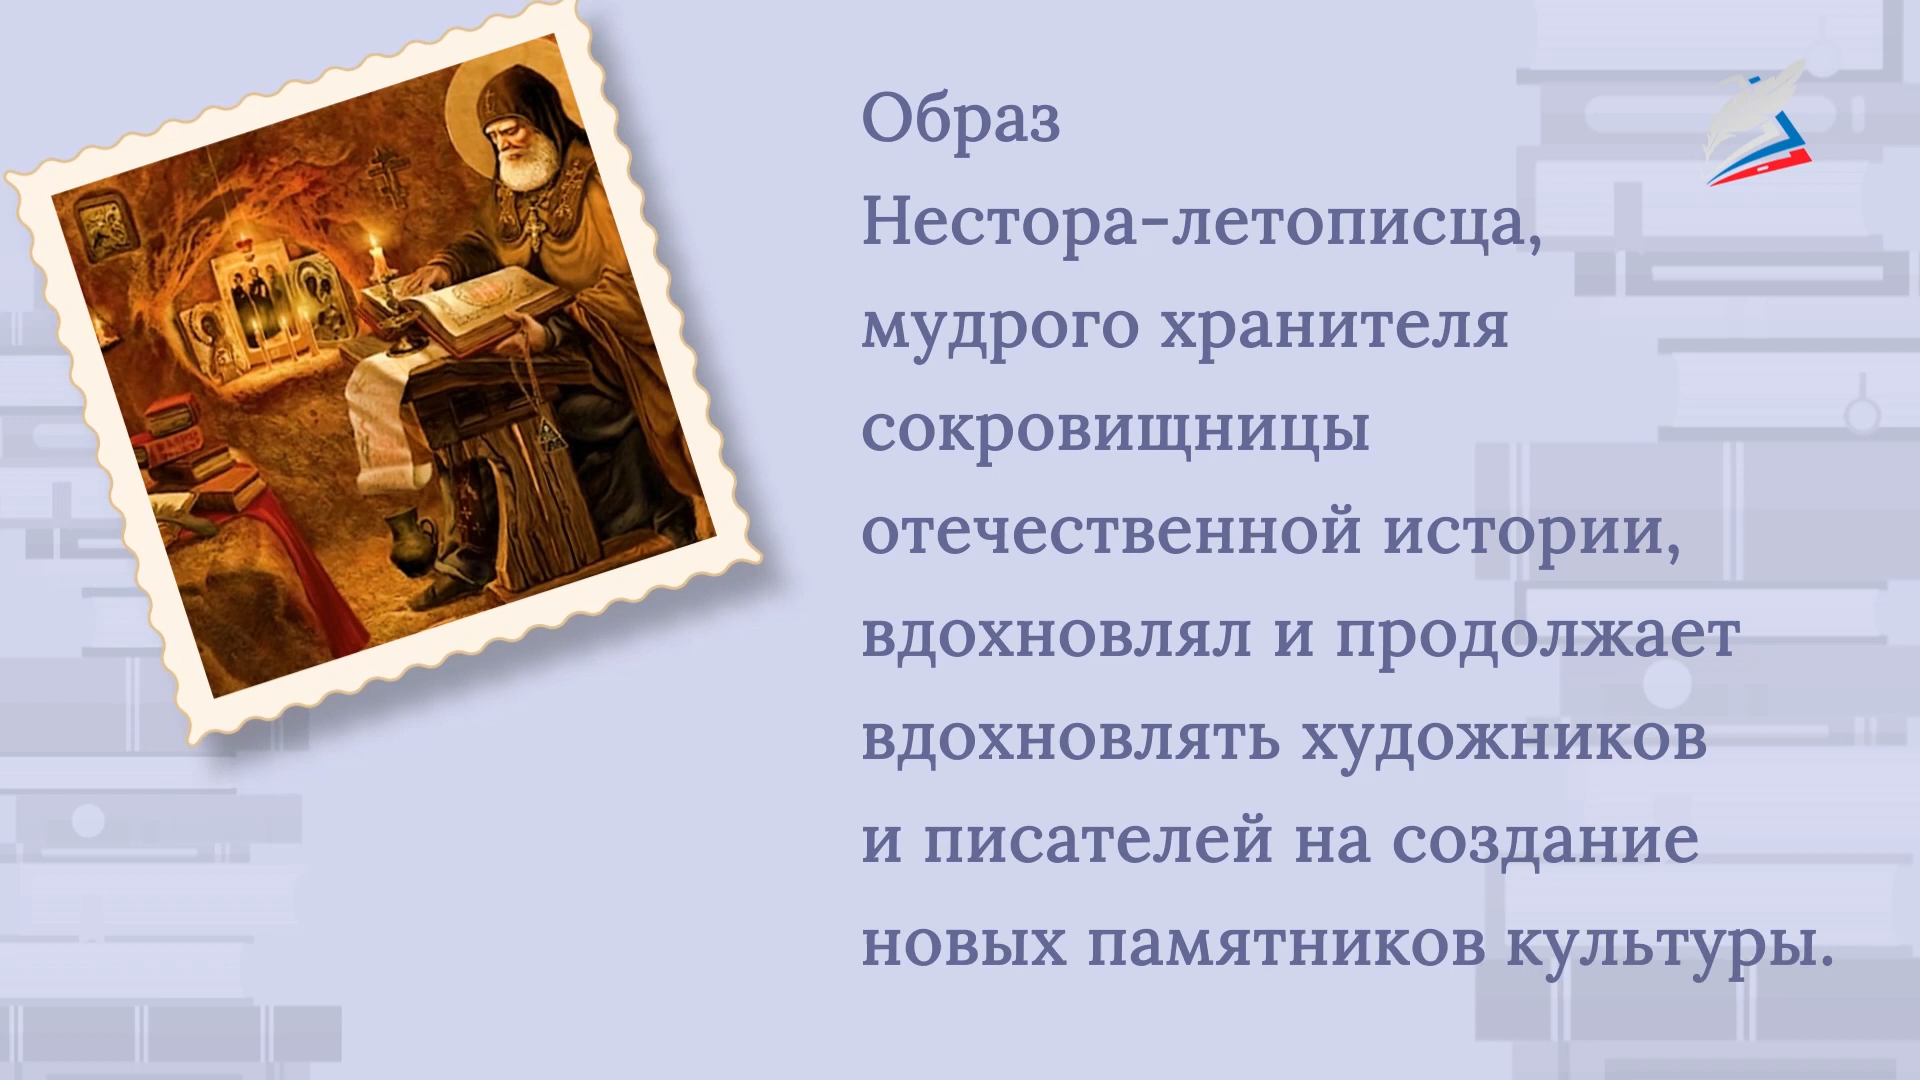 Образ
Нестора-летописца,
мудрого хранителя
сокровищницы
отечественной истории,
вдохновлял и продолжает
вдохновлять художников
и писателей на создание
новых памятников культуры.